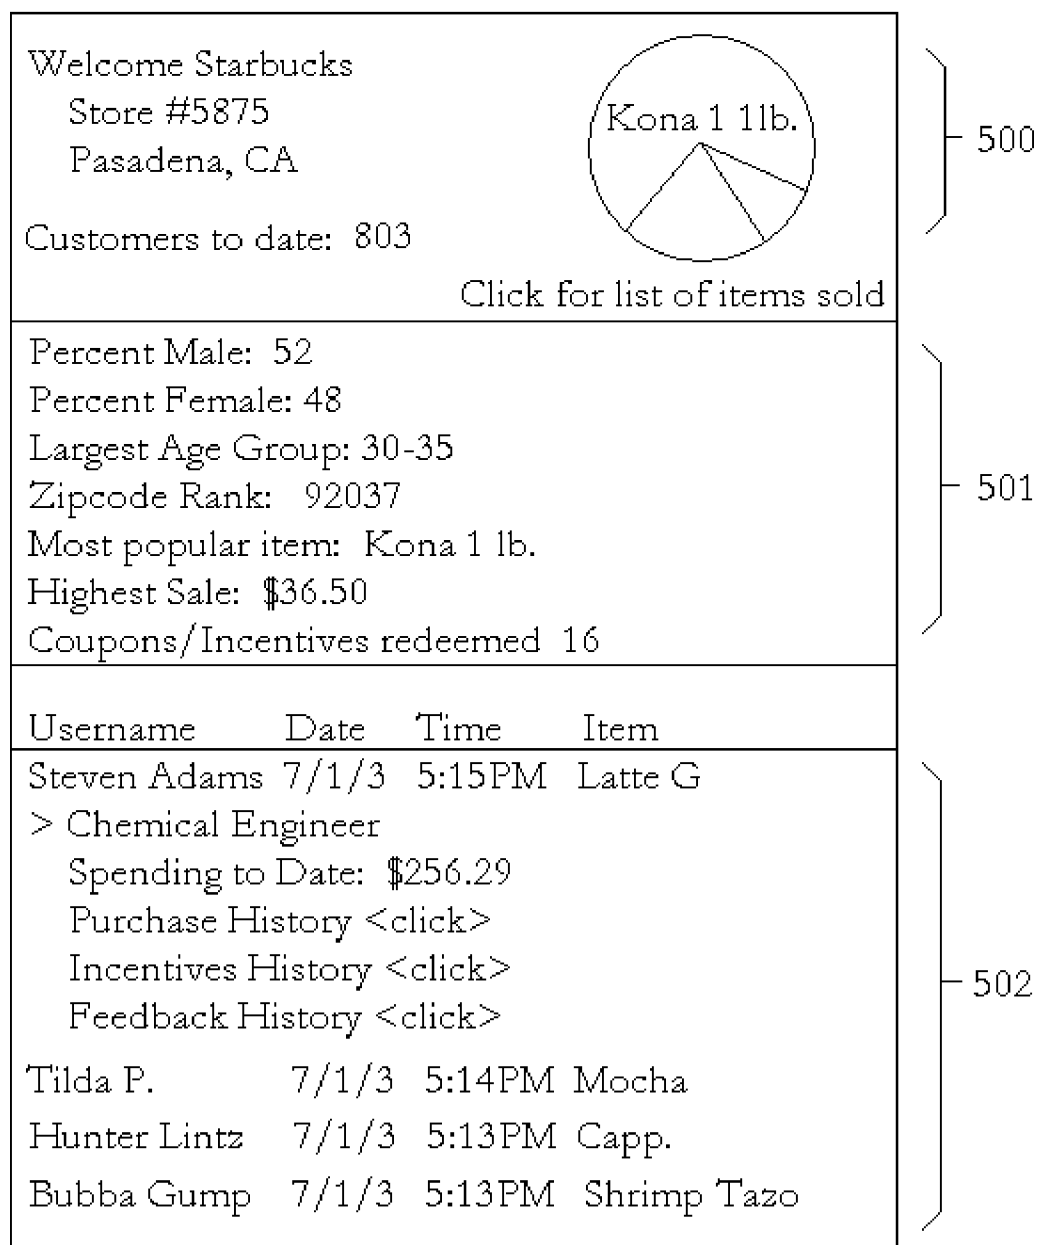 Welcome Starbucks
Store #5875
Pasadena, CA
Customers to date: 803
Kona 1 1lb.
Click for list of items sold
500
Percent Male: 52
Percent Female: 48
Largest Age Group: 30-35
Zipcode Rank: 92037
Most popular item: Kona 1 lb.
Highest Sale: $36.50
Coupons/Incentives redeemed 16
501
Username Date Time Item
Steven Adams 7/1/3 5:15PM Latte G
> Chemical Engineer
Spending to Date: $256.29
Purchase History <click>
Incentives History <click>
Feedback History <click>
Tilda P. 7/1/3 5:14PM Mocha
Hunter Lintz 7/1/3 5:13PM Capp.
Bubba Gump 7/1/3 5:13PM Shrimp Tazo
502